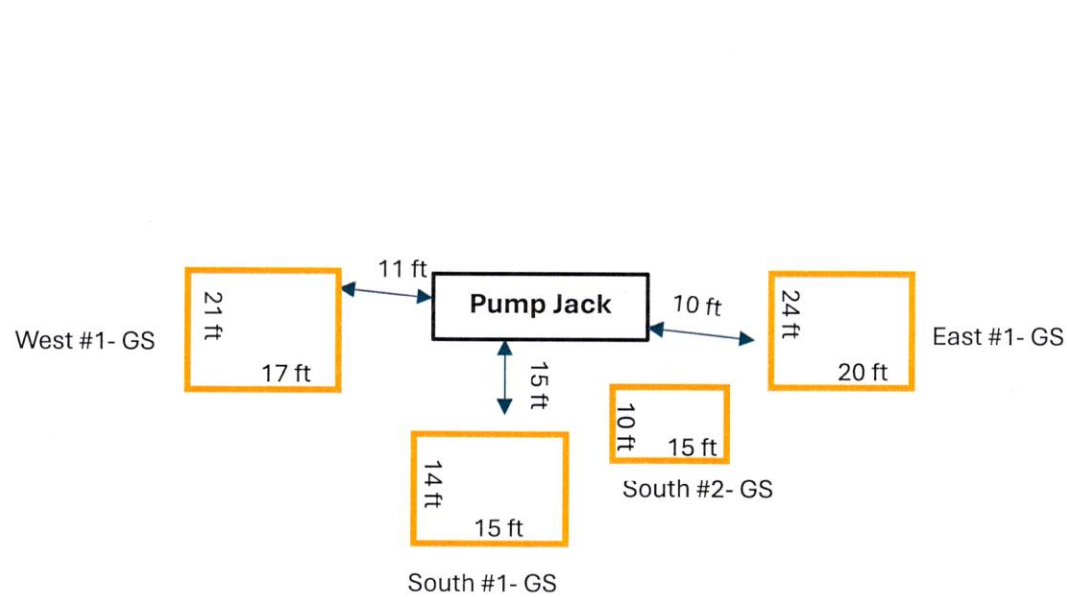 11 ft
Pump Jack
10 ft
21 ft
17 ft
West #1- GS
24 ft
20 ft
East #1- GS
15 ft
10 ft
15 ft
South #2- GS
14 ft
15 ft
South #1- GS